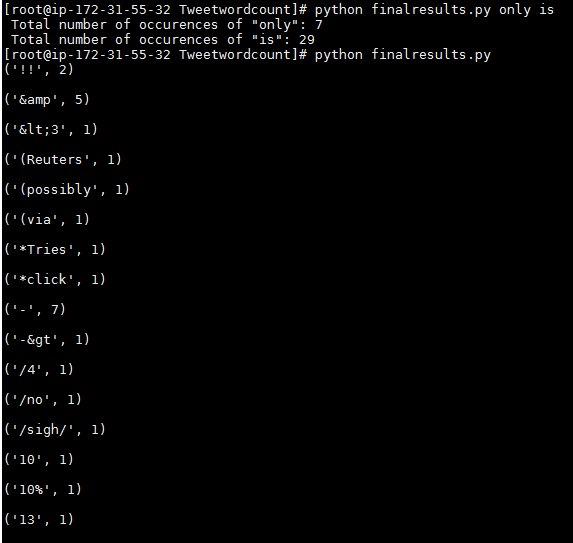 [root@ip-172-31-55-32 Tweetwordcount]# python finalresults.py only is
Total number of occurences of "only": 7
Total number of occurences of "is": 29
[root@ip-172-31-55-32 Tweetwordcount]# python finalresults.py
('!!', 2)
('&amp', 5)
('&lt;3', 1)
('(Reuters', 1)
('(possibly', 1)
('(via', 1)
('*Tries', 1)
('*click', 1)
('-', 7)
('-&gt', 1)
('/4', 1)
('/no', 1)
('/sigh/', 1)
('10', 1)
('10%', 1)
('13', 1)